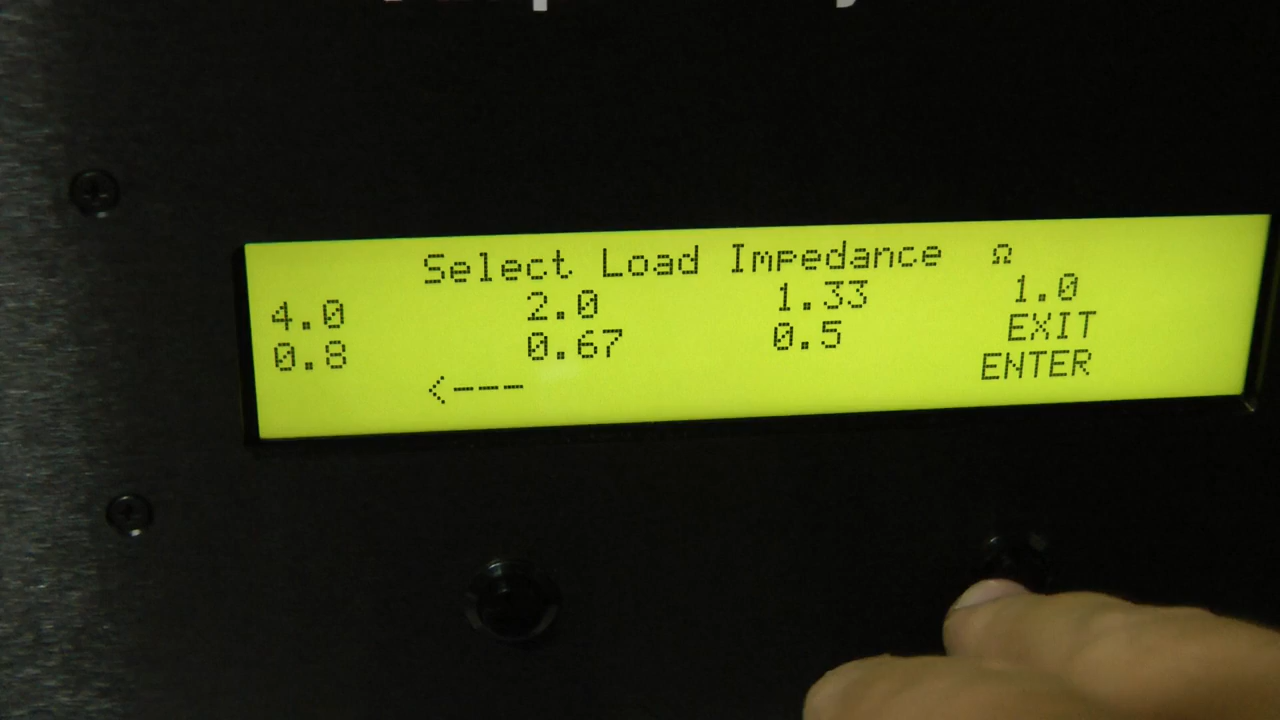 Select Load Impedance Ω
4.0 2.0 1.33 1.0
0.8 0.67 0.5 EXIT
<--- ENTER